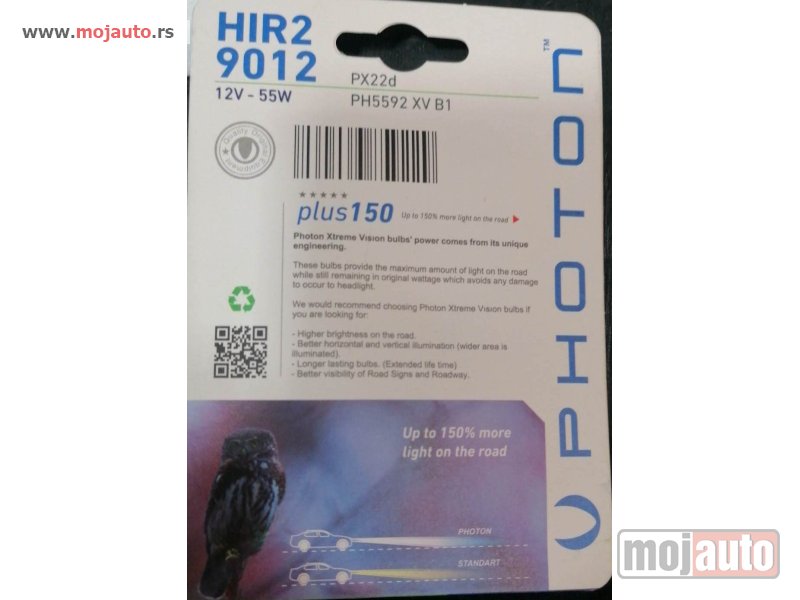 www.mojauto.rs
HIR2
9012
12V - 55W
PX22d
PH5592 XV B1
PHOTON™
Quality Original
Equipment
★★★★★
plus150 Up to 150% more light on the road
Photon Xtreme Vision bulbs' power comes from its unique
engineering.
These bulbs provide the maximum amount of light on the road
while still remaining in original wattage which avoids any damage
to occur to headlight.
We would recommend choosing Photon Xtreme Vision bulbs if
you are looking for:
- Higher brightness on the road.
- Better horizontal and vertical illumination (wider area is
illuminated).
- Longer lasting bulbs. (Extended life time)
- Better visibility of Road Signs and Roadway.
Up to 150% more
light on the road
PHOTON
STANDART
mojauto